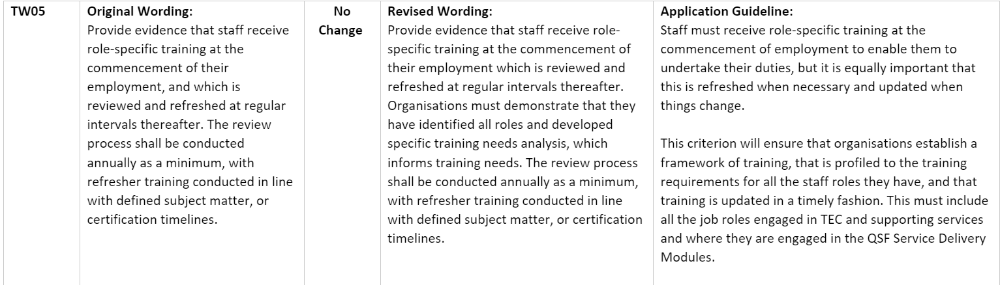 TW05
Original Wording:
Provide evidence that staff receive
role-specific training at the
commencement of their
employment, and which is
reviewed and refreshed at regular
intervals thereafter. The review
process shall be conducted
annually as a minimum, with
refresher training conducted in line
with defined subject matter, or
certification timelines.
No
Change
Revised Wording:
Provide evidence that staff receive role-
specific training at the commencement of
their employment which is reviewed and
refreshed at regular intervals thereafter.
Organisations must demonstrate that they
have identified all roles and developed
specific training needs analysis, which
informs training needs. The review process
shall be conducted annually as a minimum,
with refresher training conducted in line
with defined subject matter, or certification
timelines.
Application Guideline:
Staff must receive role-specific training at the
commencement of employment to enable them to
undertake their duties, but it is equally important that
this is refreshed when necessary and updated when
things change.
This criterion will ensure that organisations establish a
framework of training, that is profiled to the training
requirements for all the staff roles they have, and that
training is updated in a timely fashion. This must include
all the job roles engaged in TEC and supporting services
and where they are engaged in the QSF Service Delivery
Modules.